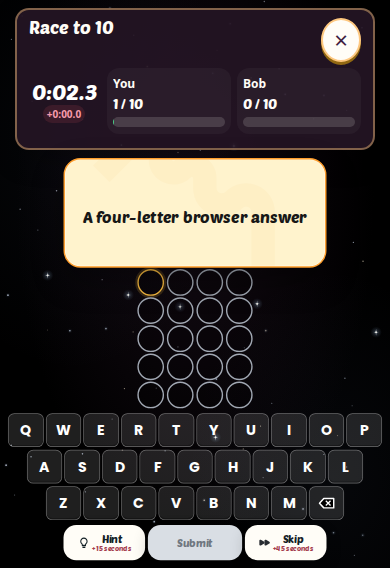 Race to 10
×
0:02.3
+0:00.0
You
1 / 10
Bob
0 / 10
A four-letter browser answer
Q W E R T Y U I O P
A S D F G H J K L
Z X C V B N M
Hint
+15 seconds
Submit
Skip
+45 seconds